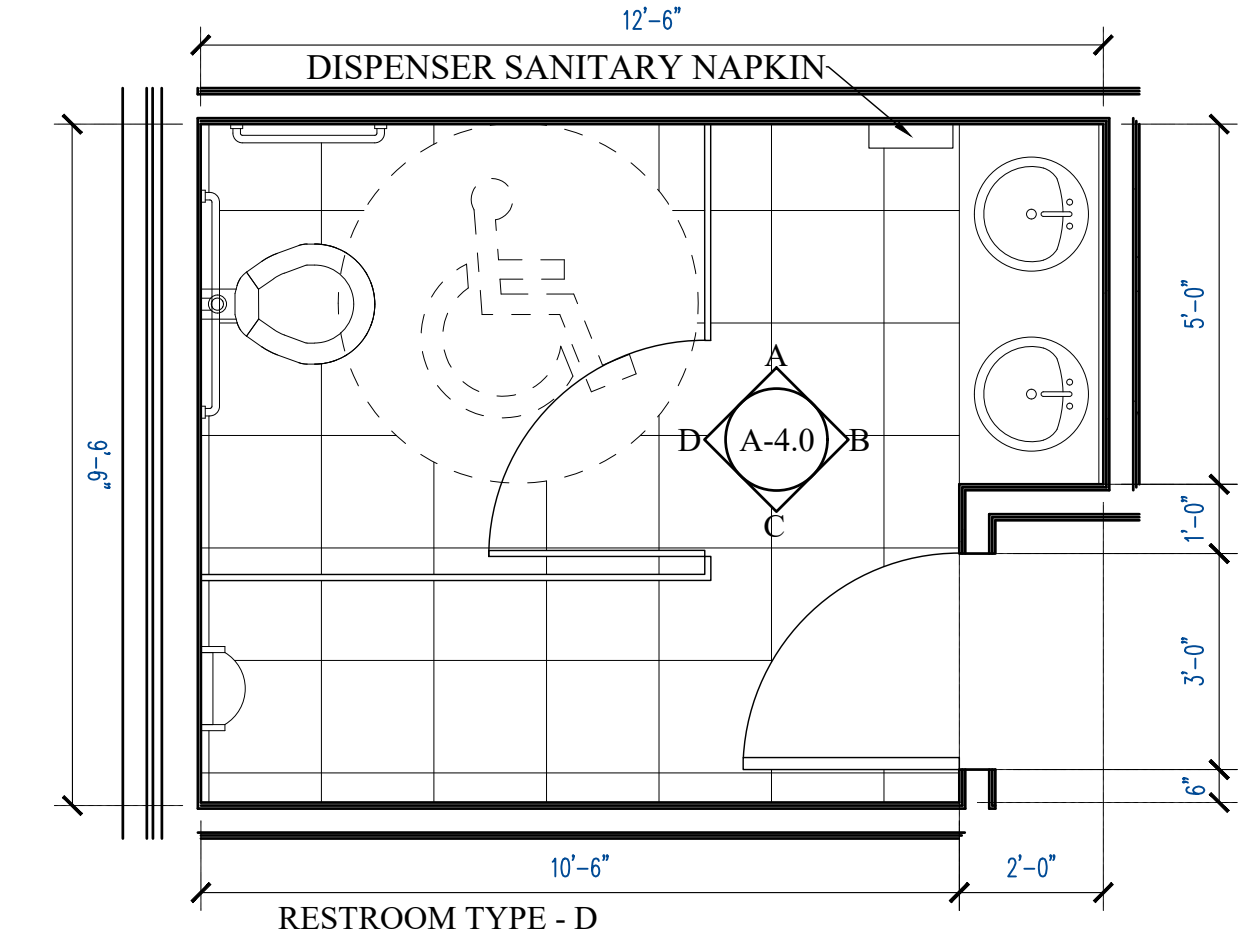 12'-6"
DISPENSER SANITARY NAPKIN
5'-0"
A
D A-4.0 B
C
9'-6"
1'-0"
3'-0"
6"
10'-6" 2'-0"
RESTROOM TYPE - D